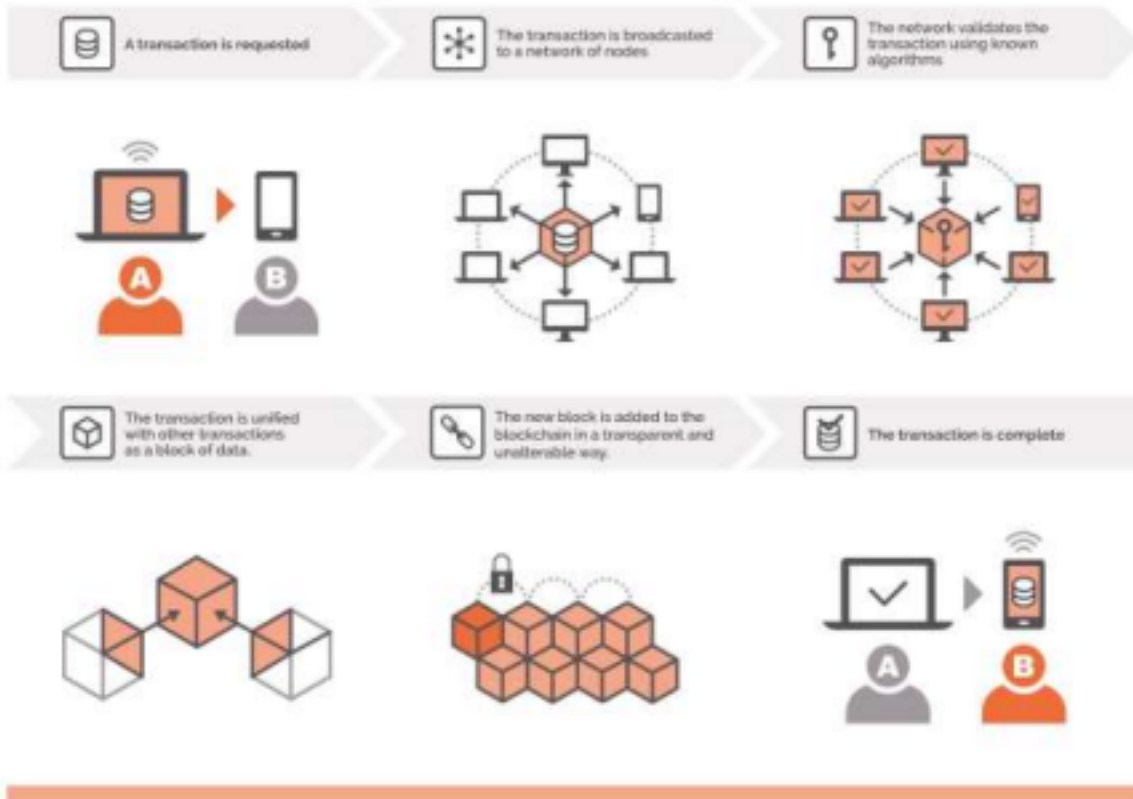 A transaction is requested
The transaction is broadcasted
to a network of nodes
The network validates the
transaction using known
algorithms
A
B
The transaction is unified
with other transactions
as a block of data.
The new block is added to the
blockchain in a transparent and
unalterable way.
The transaction is complete
A
B